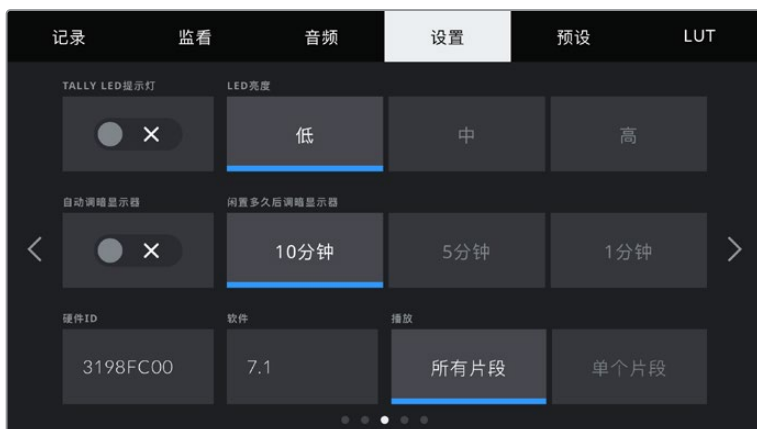 记录 监看 音频 设置 预设 LUT
TALLY LED提示灯 LED亮度
低 中 高
自动调暗显示器 闲置多久后调暗显示器
10分钟 5分钟 1分钟
硬件ID 软件 播放
3198FC00 7.1 所有片段 单个片段